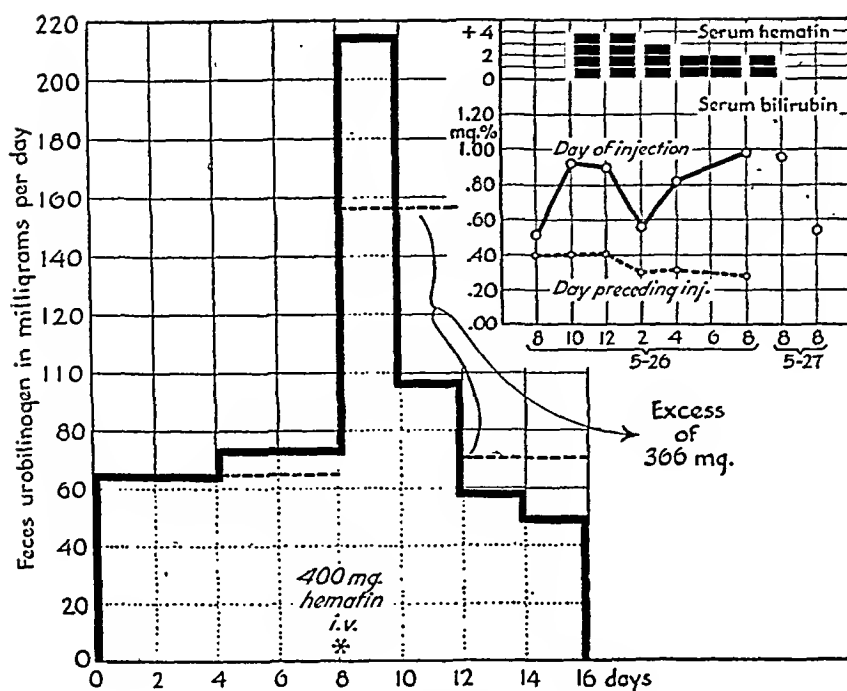 Feces urobilinogen in milligrams per day
220
200
180
160
140
120
110
80
60
40
20
0
0 2 4 6 8 10 12 14 16 days
400 mg.
hematin
i.v.
*
Excess
of
366 mg.
+4
2
0
Serum hematin
Serum bilirubin
1.20
mg.%
1.00
.80
.60
.40
.20
.00
Day of injection
Day preceding inj.
8 10 12 2 4 6 8 8 8
5-26 5-27